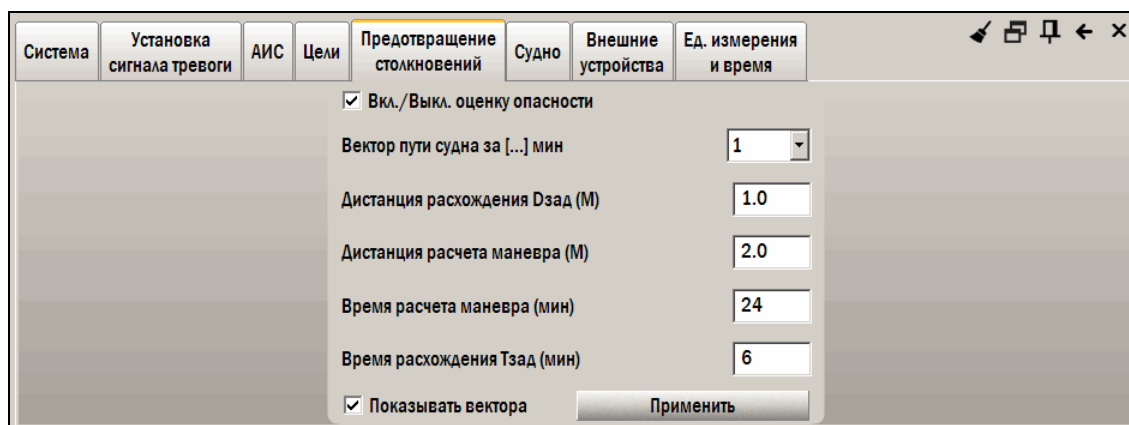 Система
Установка
сигнала тревоги
АИС
Цели
Предотвращение
столкновений
Судно
Внешние
устройства
Ед. измерения
и время
Вкл./Выкл. оценку опасности
Вектор пути судна за [...] мин
1
Дистанция расхождения Dзад (М)
1.0
Дистанция расчета маневра (М)
2.0
Время расчета маневра (мин)
24
Время расхождения Тзад (мин)
6
Показывать вектора
Применить